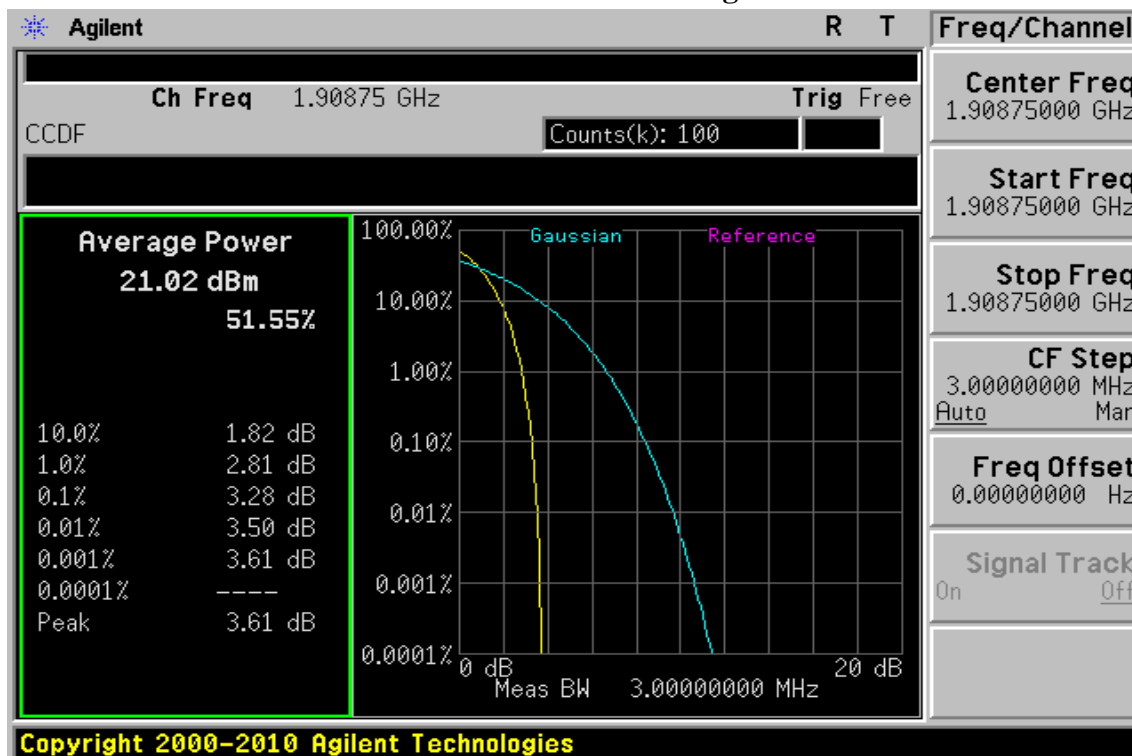 Agilent R T
Freq/Channel
Ch Freq 1.90875 GHz Trig Free
CCDF Counts(k): 100
Average Power
21.02 dBm
51.55%
10.0% 1.82 dB
1.0% 2.81 dB
0.1% 3.28 dB
0.01% 3.50 dB
0.001% 3.61 dB
0.0001% ----
Peak 3.61 dB
Gaussian Reference
100.00%
10.00%
1.00%
0.10%
0.01%
0.001%
0.0001%
0 dB 20 dB
Meas BW 3.00000000 MHz
Center Freq
1.90875000 GHz
Start Freq
1.90875000 GHz
Stop Freq
1.90875000 GHz
CF Step
3.00000000 MHz
Auto Man
Freq Offset
0.00000000 Hz
Signal Track
On Off
Copyright 2000-2010 Agilent Technologies